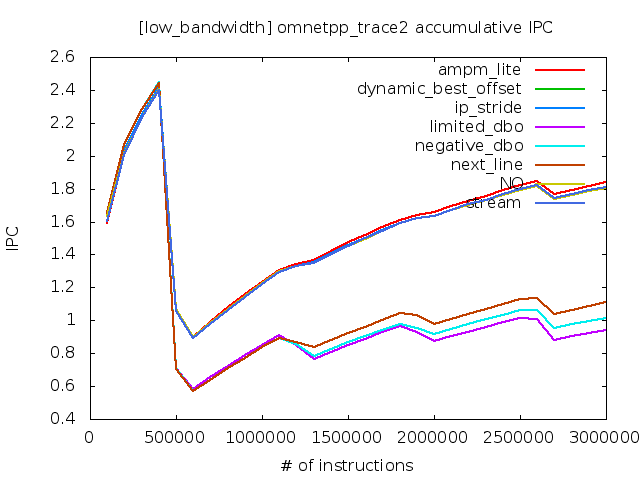 [low_bandwidth] omnetpp_trace2 accumulative IPC
2.6
2.4
2.2
2
1.8
1.6
1.4
1.2
1
0.8
0.6
0.4
IPC
ampm_lite
dynamic_best_offset
ip_stride
limited_dbo
negative_dbo
next_line
NO
stream
0 500000 1000000 1500000 2000000 2500000 3000000
# of instructions